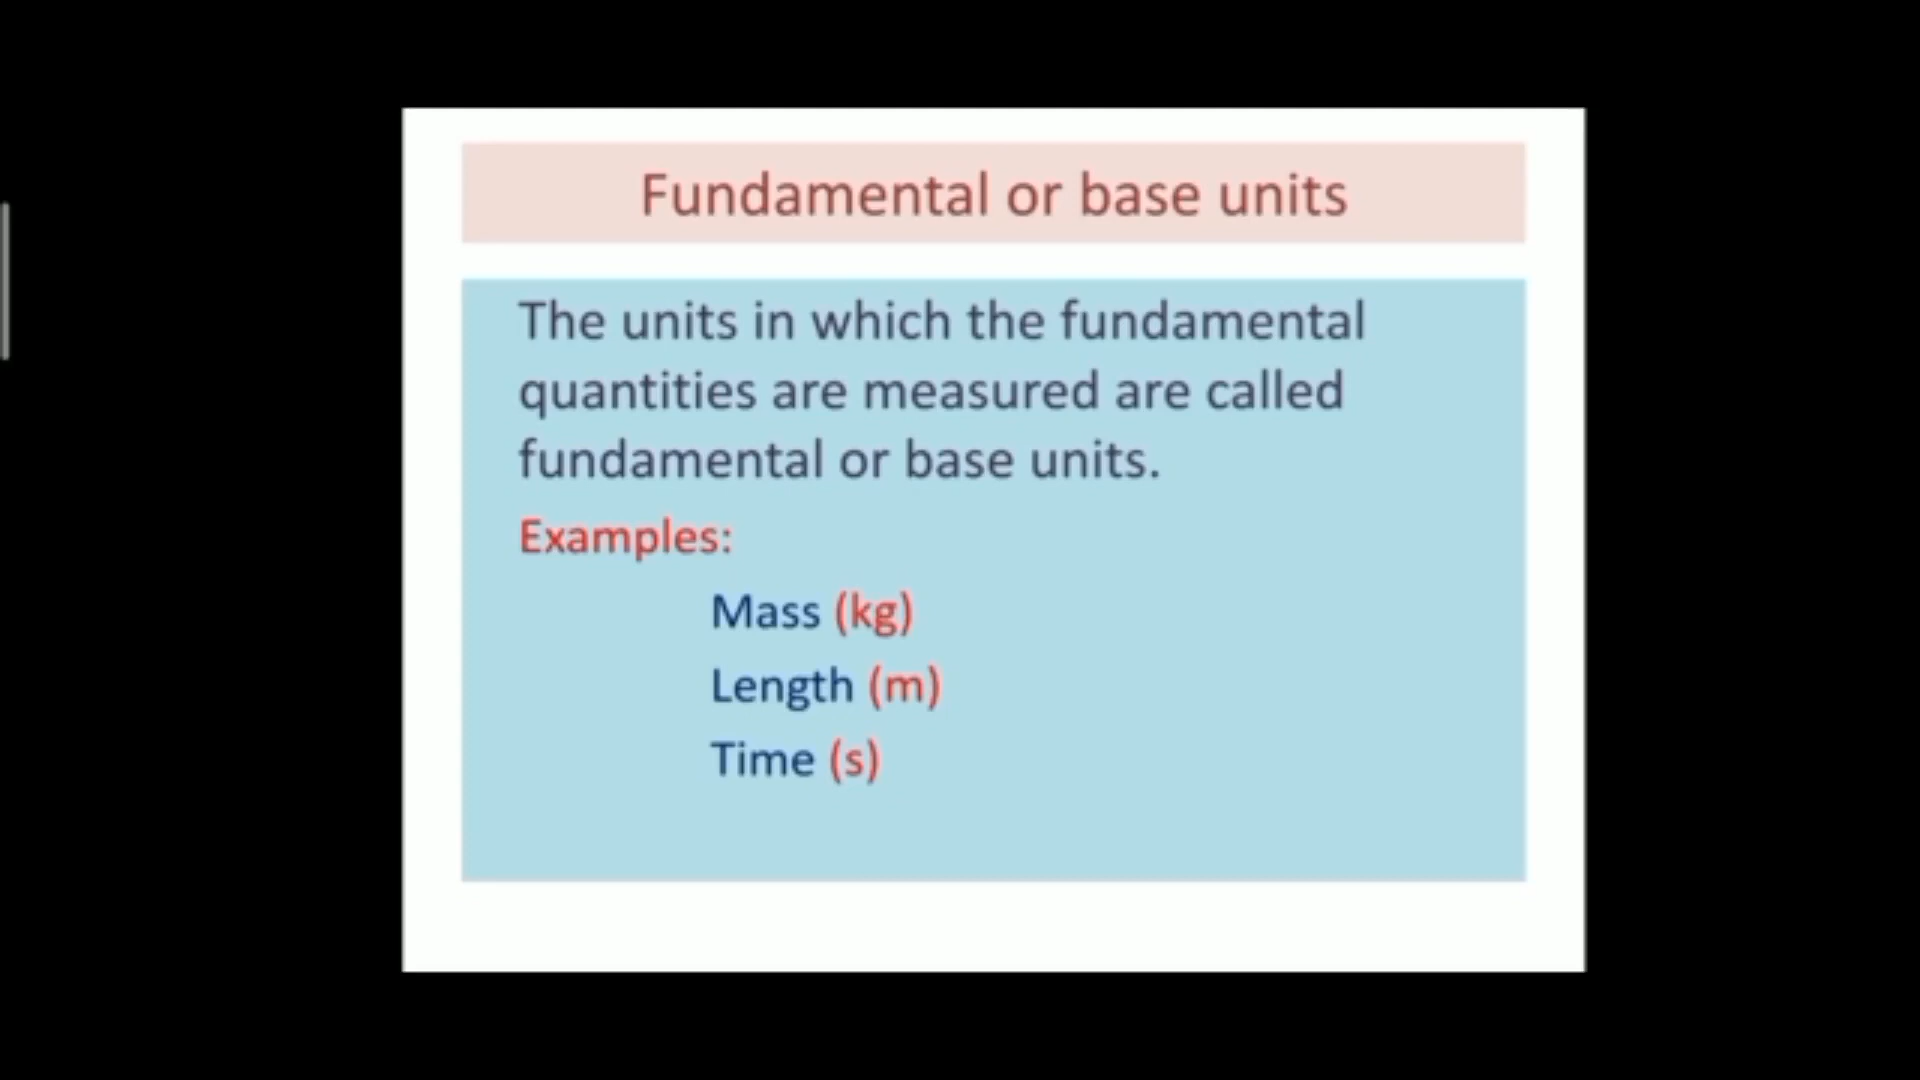 Fundamental or base units
The units in which the fundamental
quantities are measured are called
fundamental or base units.
Examples:
Mass (kg)
Length (m)
Time (s)